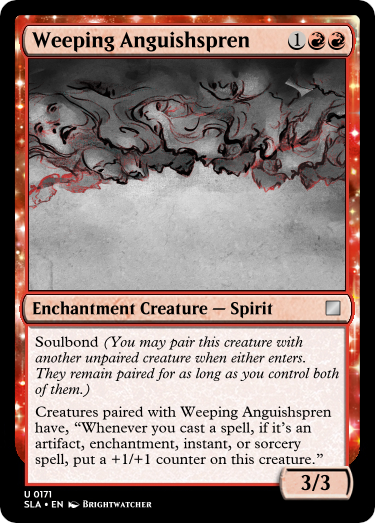 Weeping Anguishspren 1
Enchantment Creature — Spirit
Soulbond (You may pair this creature with
another unpaired creature when either enters.
They remain paired for as long as you control both
of them.)
Creatures paired with Weeping Anguishspren
have, “Whenever you cast a spell, if it’s an
artifact, enchantment, instant, or sorcery
spell, put a +1/+1 counter on this creature.”
3/3
U 0171
SLA • EN Brightwatcher